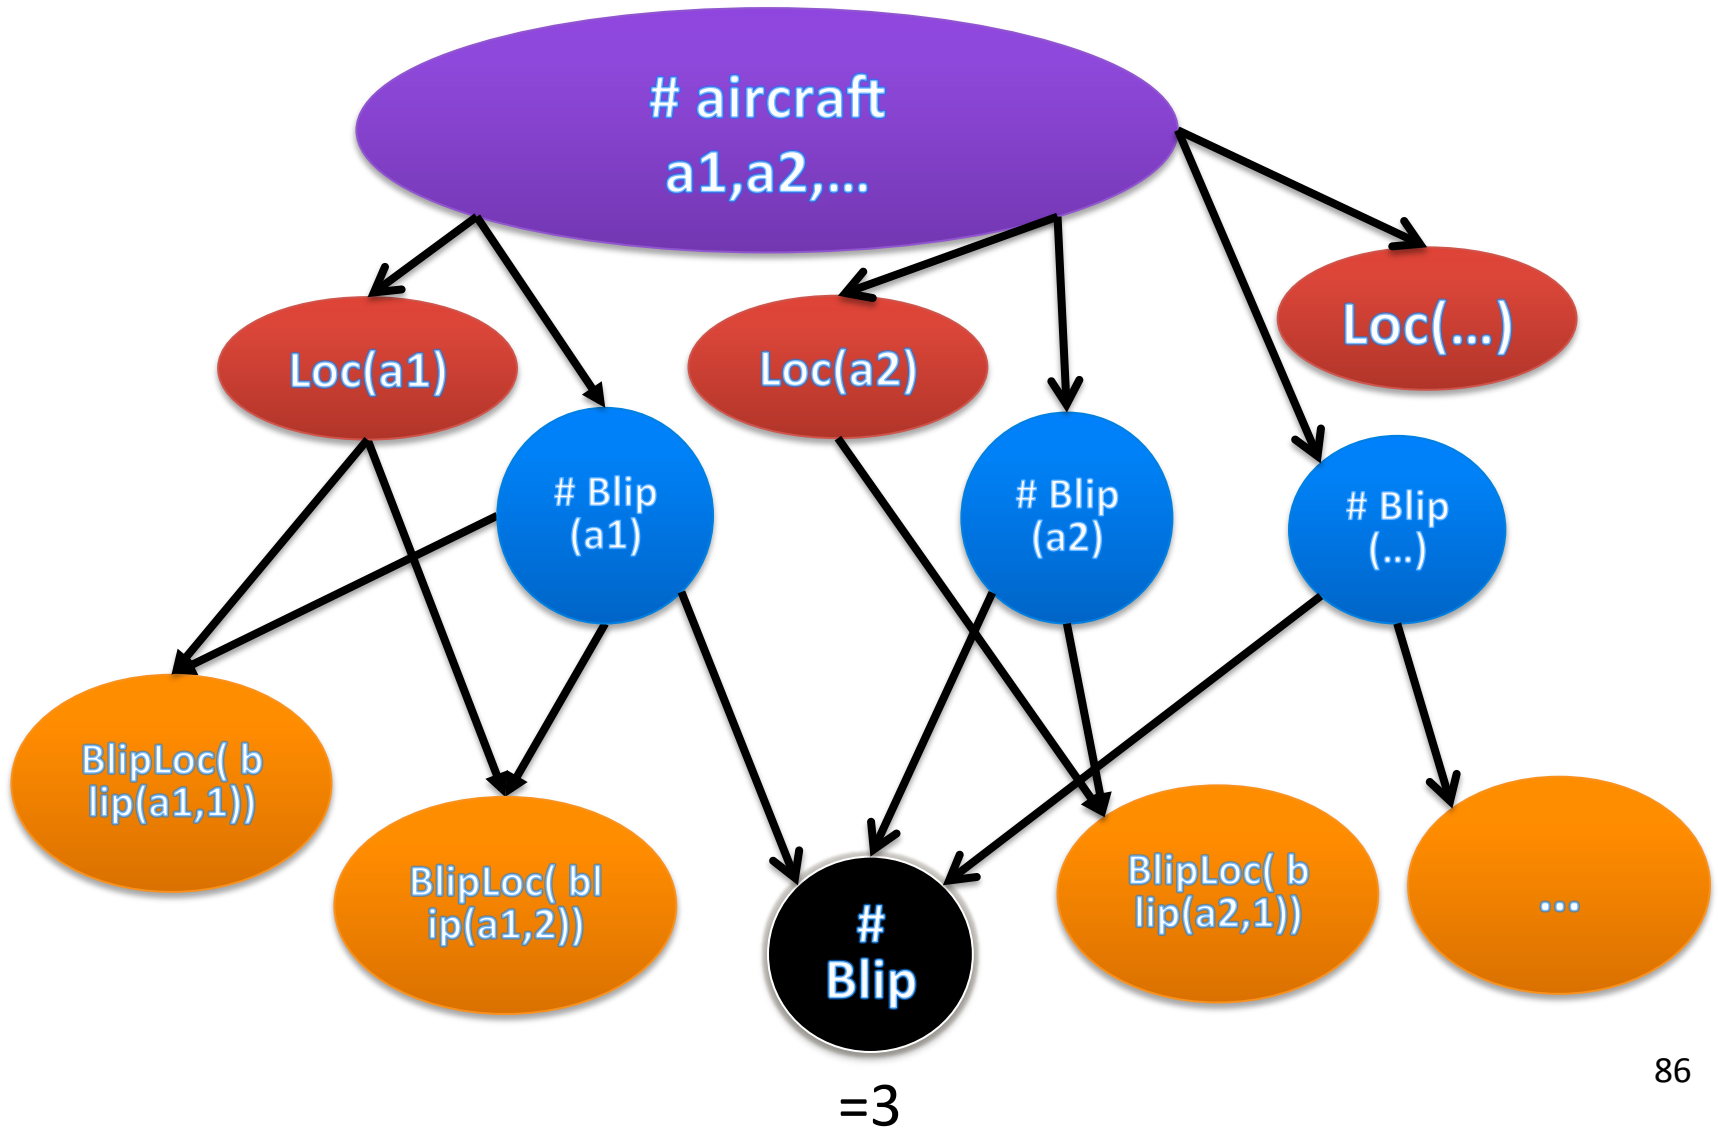 # aircraft
a1,a2,...
Loc(...)
Loc(a1)
Loc(a2)
# Blip
(a1)
# Blip
(a2)
# Blip
(...)
BlipLoc( b
lip(a1,1))
BlipLoc( bl
ip(a1,2))
#
Blip
BlipLoc( b
lip(a2,1))
...
=3
86